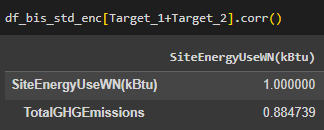 df_bis_std_enc[Target_1+Target_2].corr()
SiteEnergyUseWN(kBtu)
SiteEnergyUseWN(kBtu) 1.000000
TotalGHGEmissions 0.884739